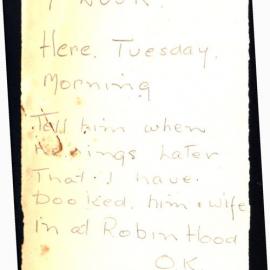 Here, Tuesday,
Morning
Tell him when
he rings Later
That I have
Booked, him & wife
in at Robin Hood
OK